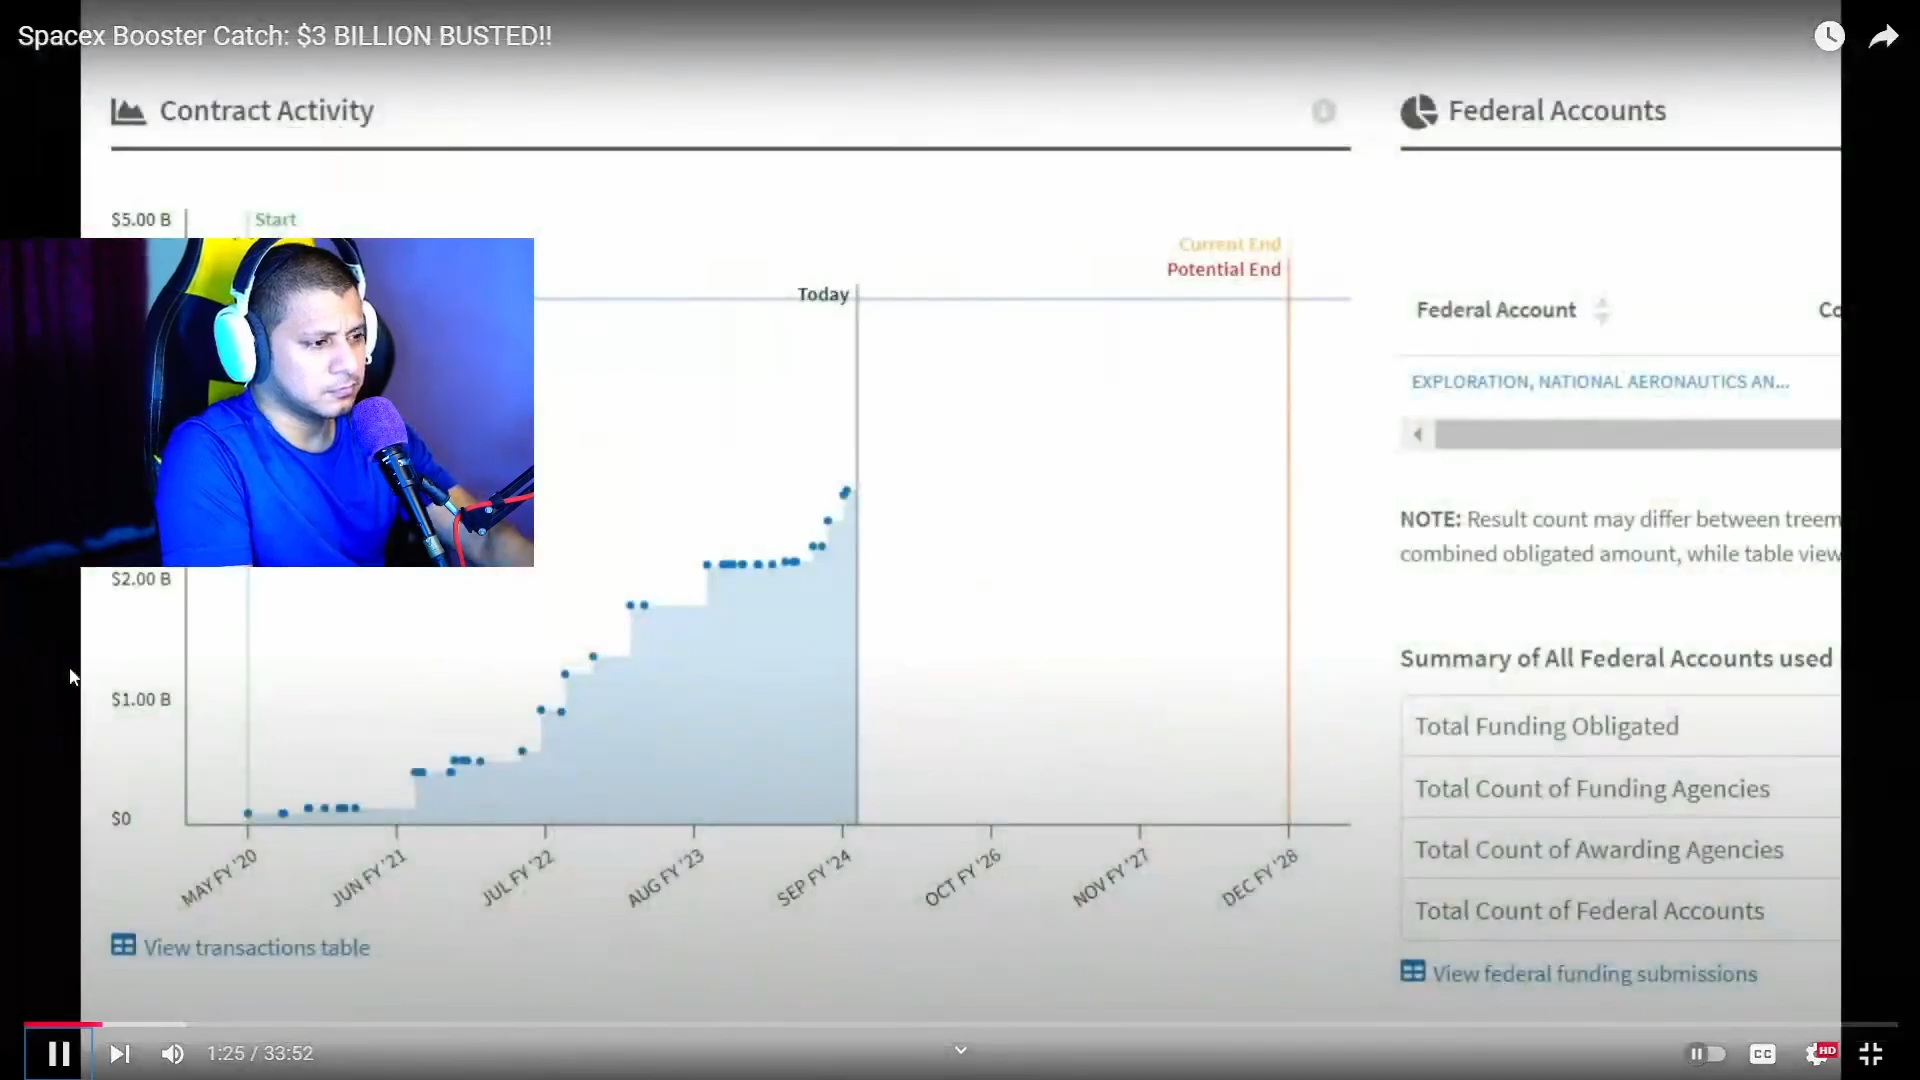 Spacex Booster Catch: $3 BILLION BUSTED!!
Contract Activity
Federal Accounts
$5.00 B
Start
Current End
Potential End
Today
Federal Account
EXPLORATION, NATIONAL AERONAUTICS AN...
NOTE: Result count may differ between treem
combined obligated amount, while table view
$2.00 B
$1.00 B
$0
MAY FY '20
JUN FY '21
JUL FY '22
AUG FY '23
SEP FY '24
OCT FY '26
NOV FY '27
DEC FY '28
Summary of All Federal Accounts used
Total Funding Obligated
Total Count of Funding Agencies
Total Count of Awarding Agencies
Total Count of Federal Accounts
View transactions table
View federal funding submissions
1:25 / 33:52
CC
HD